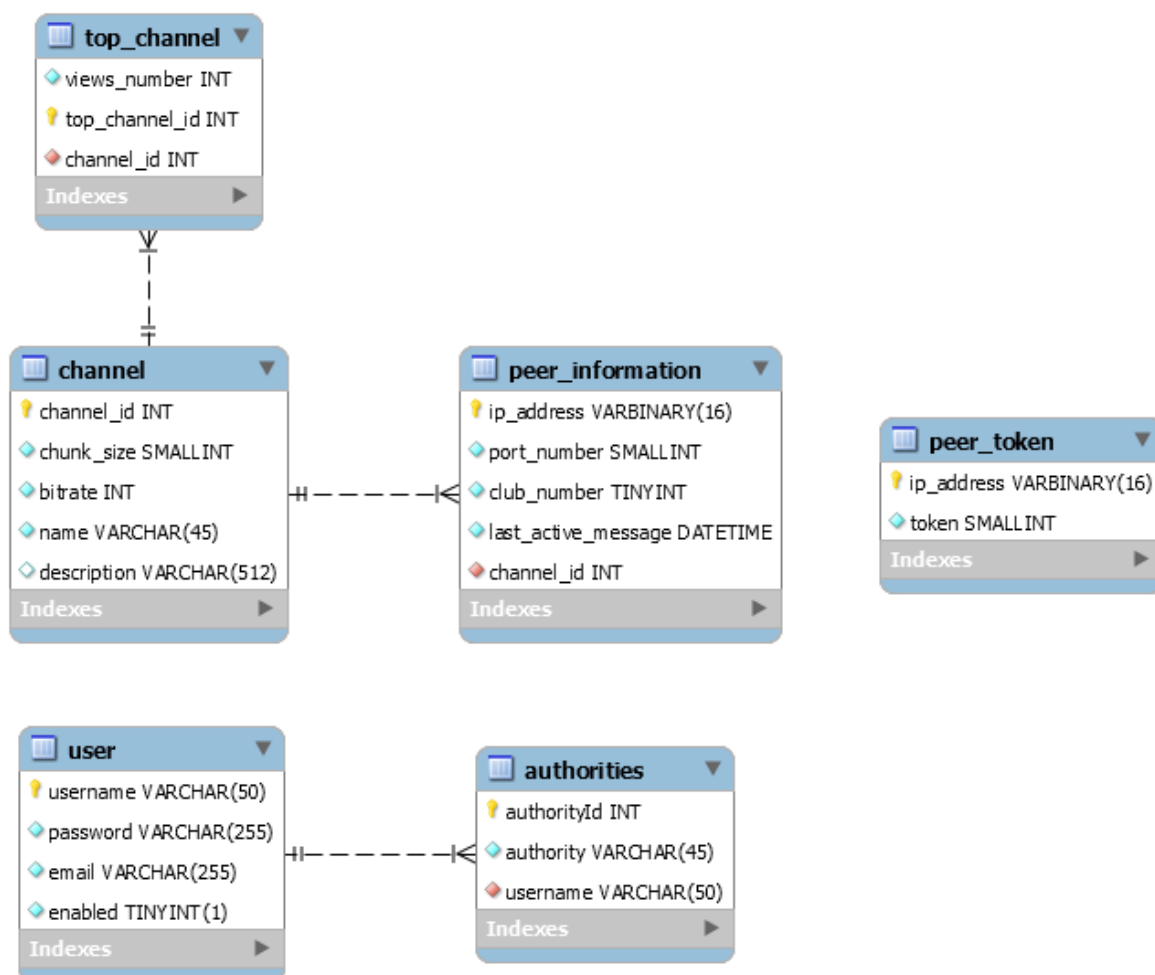 top_channel
views_number INT
top_channel_id INT
channel_id INT
Indexes
channel
channel_id INT
chunk_size SMALLINT
bitrate INT
name VARCHAR(45)
description VARCHAR(512)
Indexes
peer_information
ip_address VARBINARY(16)
port_number SMALLINT
club_number TINYINT
last_active_message DATETIME
channel_id INT
Indexes
peer_token
ip_address VARBINARY(16)
token SMALLINT
Indexes
user
username VARCHAR(50)
password VARCHAR(255)
email VARCHAR(255)
enabled TINYINT(1)
Indexes
authorities
authorityId INT
authority VARCHAR(45)
username VARCHAR(50)
Indexes